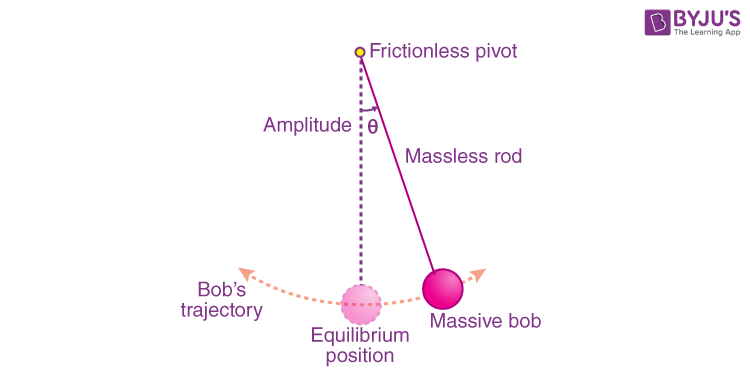 BYJU'S
The Learning App
Frictionless pivot
Amplitude
θ
Massless rod
Bob's
trajectory
Massive bob
Equilibrium
position